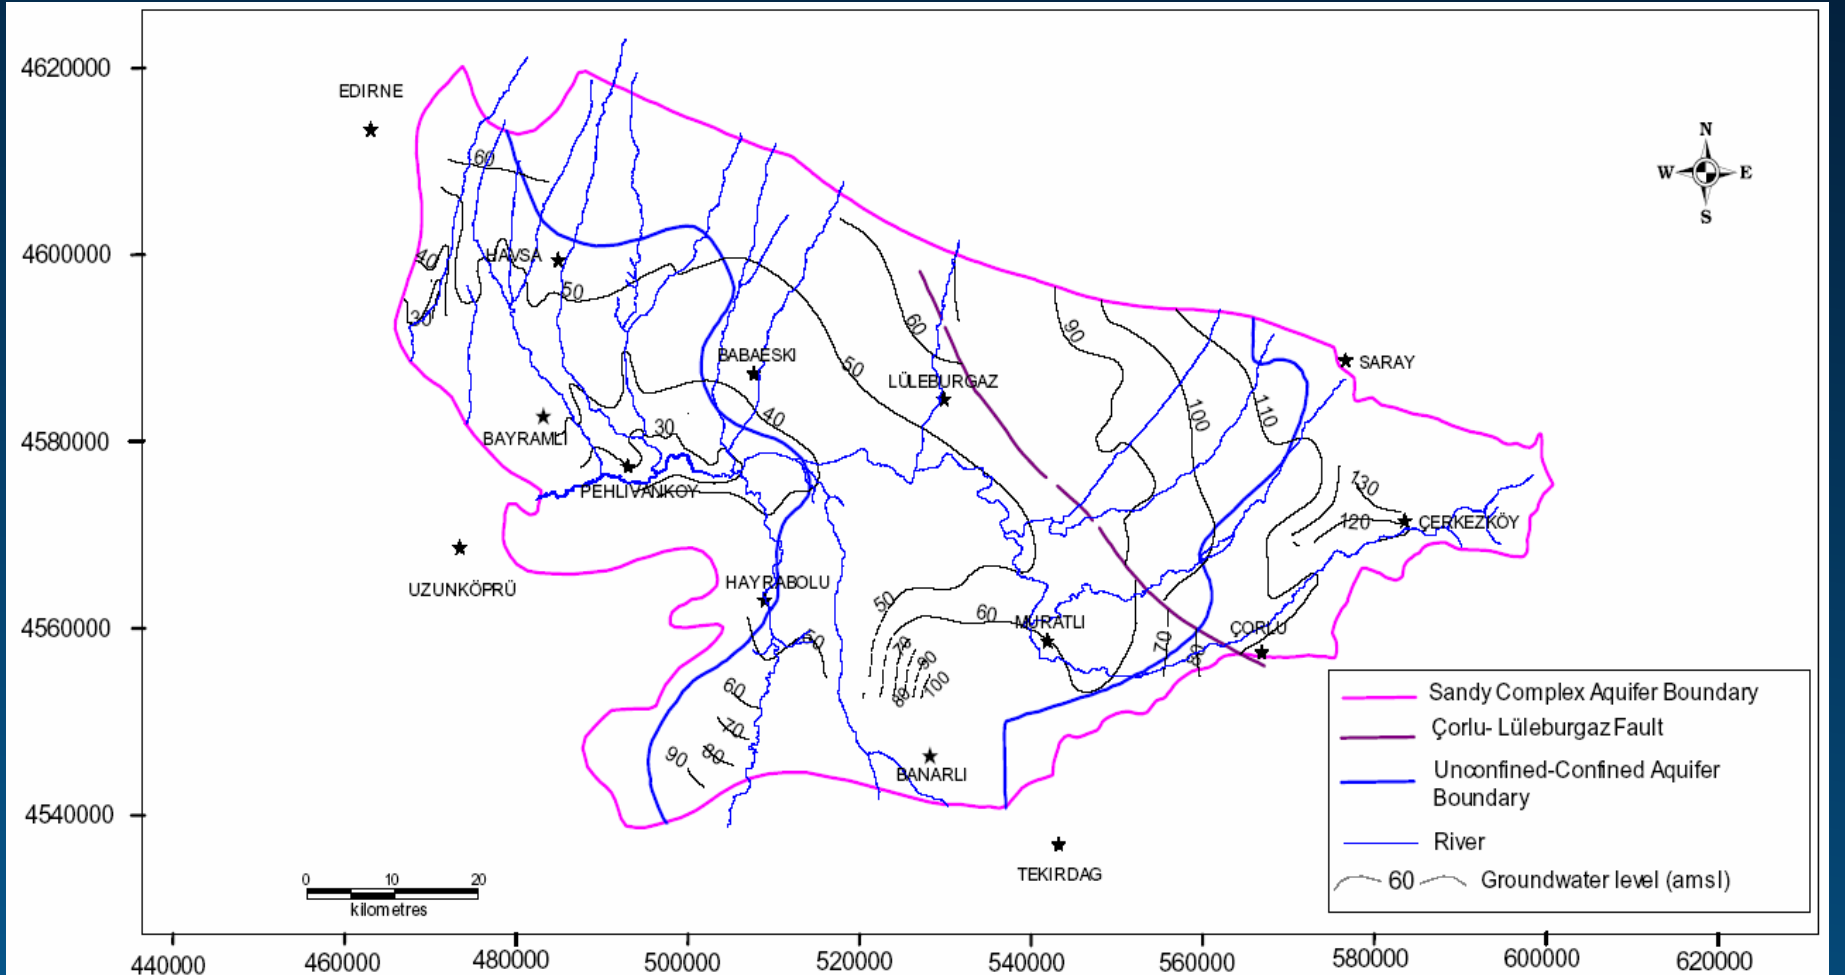 4620000
EDIRNE
N
60
W E
S
4600000
40
HAVSA
50
30
60
90
BABAESKI
50
SARAY
LÜLEBURGAZ
100
110
40
4580000
30
BAYRAMLI
130
PEHLIVANKOY
120
ÇERKEZKÖY
HAYRABOLU
UZUNKÖPRÜ
50
60
4560000
MURATLI
ÇORLU
50
70
70
80
90
60
100
80
70
90
80
BANARLI
4540000
TEKIRDAG
0 10 20
kilometres
Sandy Complex Aquifer Boundary
Çorlu- Lüleburgaz Fault
Unconfined-Confined Aquifer
Boundary
River
60 Groundwater level (amsl)
440000 460000 480000 500000 520000 540000 560000 580000 600000 620000